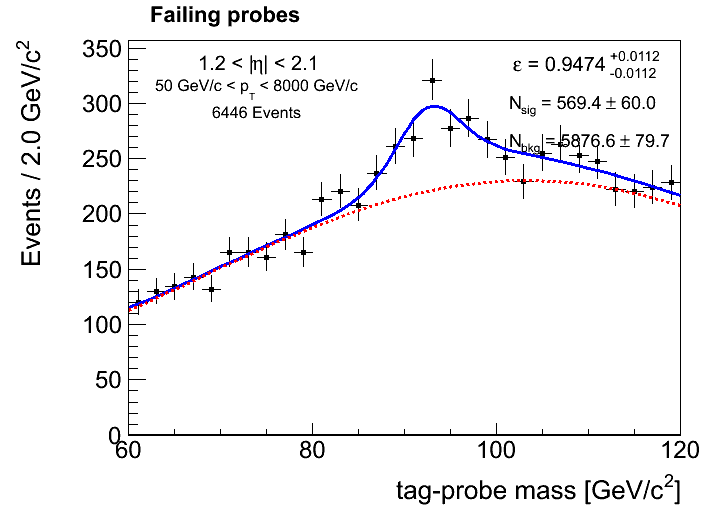 Failing probes
Events / 2.0 GeV/c²
350
300
250
200
150
100
50
0
1.2 < |η| < 2.1
50 GeV/c < p_T < 8000 GeV/c
6446 Events
ε = 0.9474 +0.0112 -0.0112
N_sig = 569.4 ± 60.0
N_bkg = 5876.6 ± 79.7
60 80 100 120
tag-probe mass [GeV/c²]